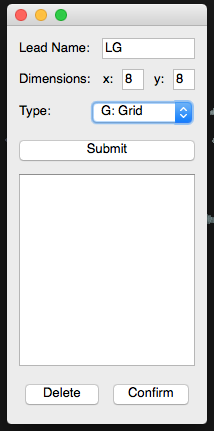 Lead Name: LG
Dimensions: x: 8 y: 8
Type: G: Grid
Submit
Delete Confirm